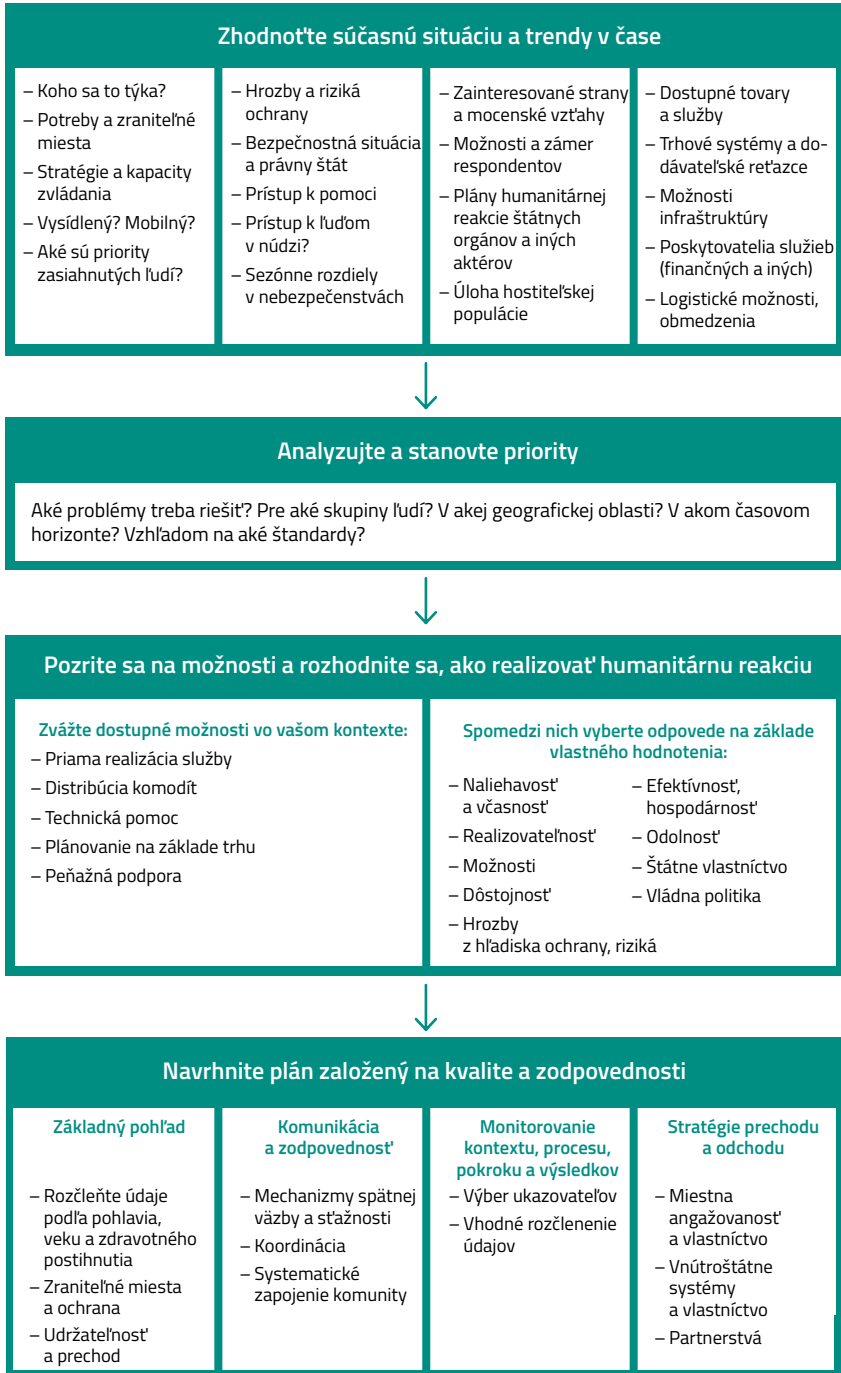 Zhodnoťte súčasnú situáciu a trendy v čase
– Koho sa to týka?
– Potreby a zraniteľné
miesta
– Stratégie a kapacity
zvládania
– Vysídlený? Mobilný?
– Aké sú priority
zasiahnutých ľudí?
– Hrozby a riziká
ochrany
– Bezpečnostná situácia
a právny štát
– Prístup k pomoci
– Prístup k ľuďom
v núdzi?
– Sezónne rozdiely
v nebezpečenstvách
– Zainteresované strany
a mocenské vzťahy
– Možnosti a zámer
respondentov
– Plány humanitárnej
reakcie štátnych
orgánov a iných
aktérov
– Úloha hostiteľskej
populácie
– Dostupné tovary
a služby
– Trhové systémy a do-
dávateľské reťazce
– Možnosti
infraštruktúry
– Poskytovatelia služieb
(finančných a iných)
– Logistické možnosti,
obmedzenia
Analyzujte a stanovte priority
Aké problémy treba riešiť? Pre aké skupiny ľudí? V akej geografickej oblasti? V akom časovom
horizonte? Vzhľadom na aké štandardy?
Pozrite sa na možnosti a rozhodnite sa, ako realizovať humanitárnu reakciu
Zvážte dostupné možnosti vo vašom kontexte:
– Priama realizácia služby
– Distribúcia komodít
– Technická pomoc
– Plánovanie na základe trhu
– Peňažná podpora
Spomedzi nich vyberte odpovede na základe
vlastného hodnotenia:
– Naliehavosť
a včasnosť
– Realizovateľnosť
– Možnosti
– Dôstojnosť
– Hrozby
z hľadiska ochrany, riziká
– Efektívnosť,
hospodárnosť
– Odolnosť
– Štátne vlastníctvo
– Vládna politika
Navrhnite plán založený na kvalite a zodpovednosti
Základný pohľad
– Rozčleňte údaje
podľa pohlavia,
veku a zdravotného
postihnutia
– Zraniteľné miesta
a ochrana
– Udržateľnosť
a prechod
Komunikácia
a zodpovednosť
– Mechanizmy spätnej
väzby a sťažnosti
– Koordinácia
– Systematické
zapojenie komunity
Monitorovanie
kontextu, procesu,
pokroku a výsledkov
– Výber ukazovateľov
– Vhodné rozčlenenie
údajov
Stratégie prechodu
a odchodu
– Miestna
angažovanosť
a vlastníctvo
– Vnútroštátne
systémy
a vlastníctvo
– Partnerstvá